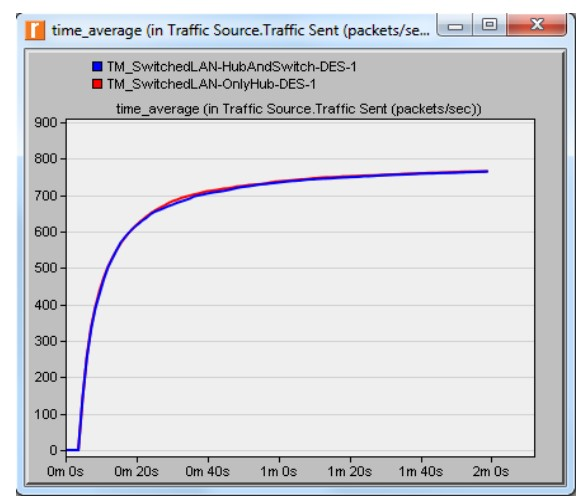 time_average (in Traffic Source.Traffic Sent (packets/se...
TM_SwitchedLAN-HubAndSwitch-DES-1
TM_SwitchedLAN-OnlyHub-DES-1
time_average (in Traffic Source.Traffic Sent (packets/sec))
900
800
700
600
500
400
300
200
100
0
0m 0s 0m 20s 0m 40s 1m 0s 1m 20s 1m 40s 2m 0s